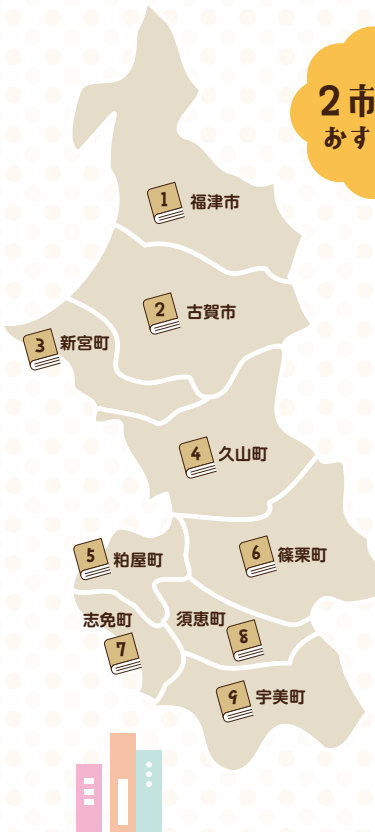 2市
おす
1 福津市
2 古賀市
3 新宮町
4 久山町
5 粕屋町
6 篠栗町
志免町
7
須恵町
8
9 宇美町